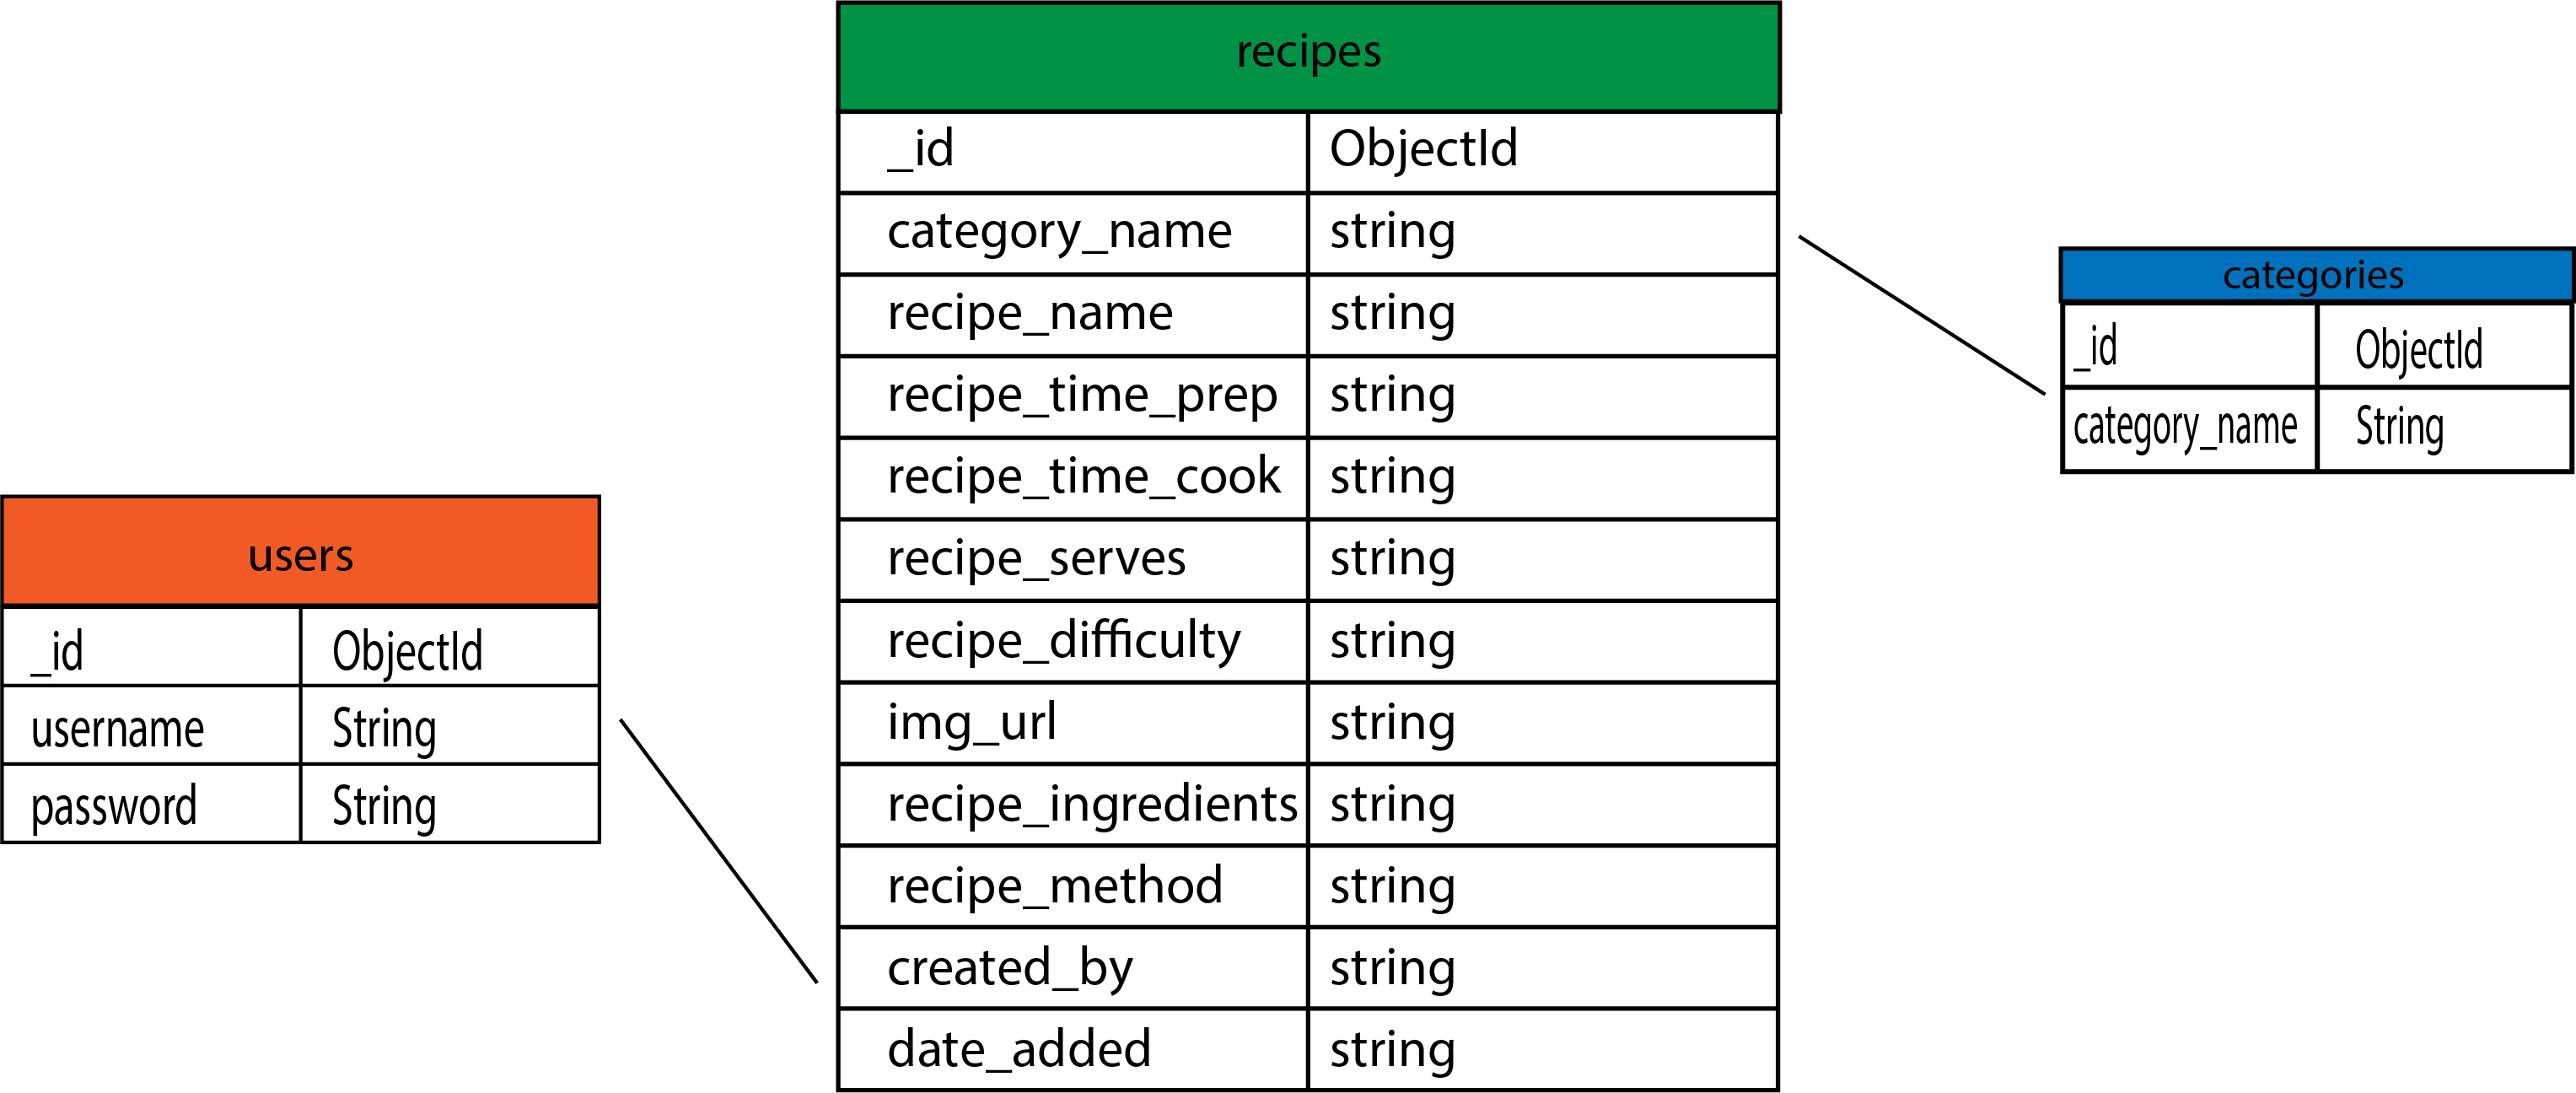 users
_id ObjectId
username String
password String
recipes
_id ObjectId
category_name string
recipe_name string
recipe_time_prep string
recipe_time_cook string
recipe_serves string
recipe_difficulty string
img_url string
recipe_ingredients string
recipe_method string
created_by string
date_added string
categories
_id ObjectId
category_name String